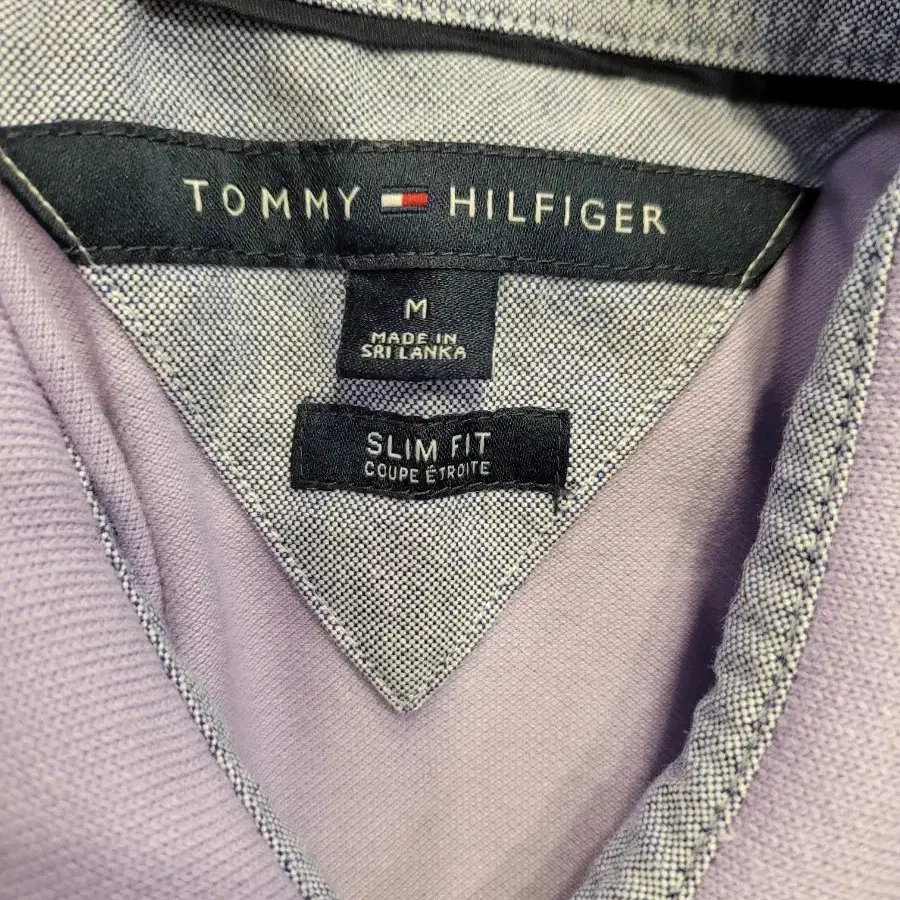 TOMMY HILFIGER
M
MADE IN
SRI LANKA
SLIM FIT
COUPE ÉTROITE